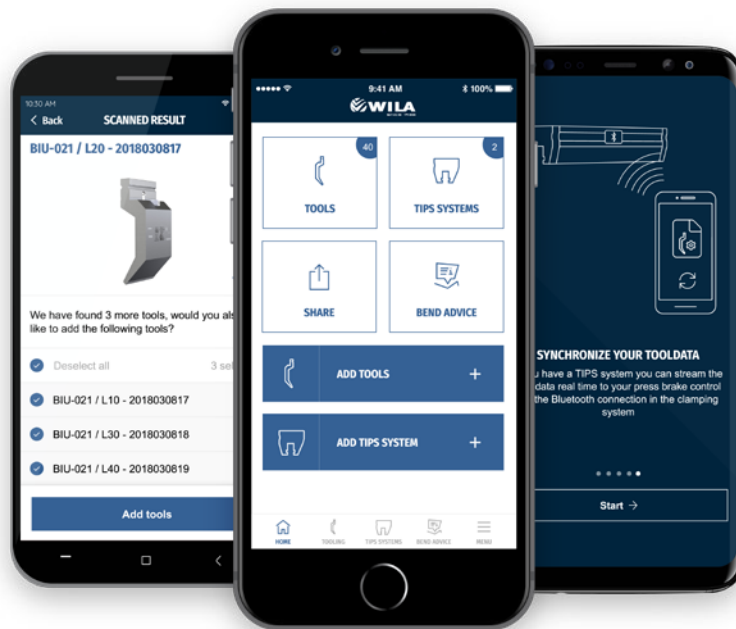 10:30 AM
Back
SCANNED RESULT
BIU-021 / L20 - 2018030817
We have found 3 more tools, would you
like to add the following tools?
Deselect all
BIU-021 / L10 - 2018030817
BIU-021 / L30 - 2018030818
BIU-021 / L40 - 2018030819
Add tools
9:41 AM
100%
WILA
40
TOOLS
2
TIPS SYSTEMS
SHARE
BEND ADVICE
ADD TOOLS +
ADD TIPS SYSTEM +
HOME
TOOLING
TIPS SYSTEMS
BEND ADVICE
MENU
SYNCHRONIZE YOUR TOOLDATA
have a TIPS system you can stream the
data real time to your press brake control
the Bluetooth connection in the clamping
system
Start →